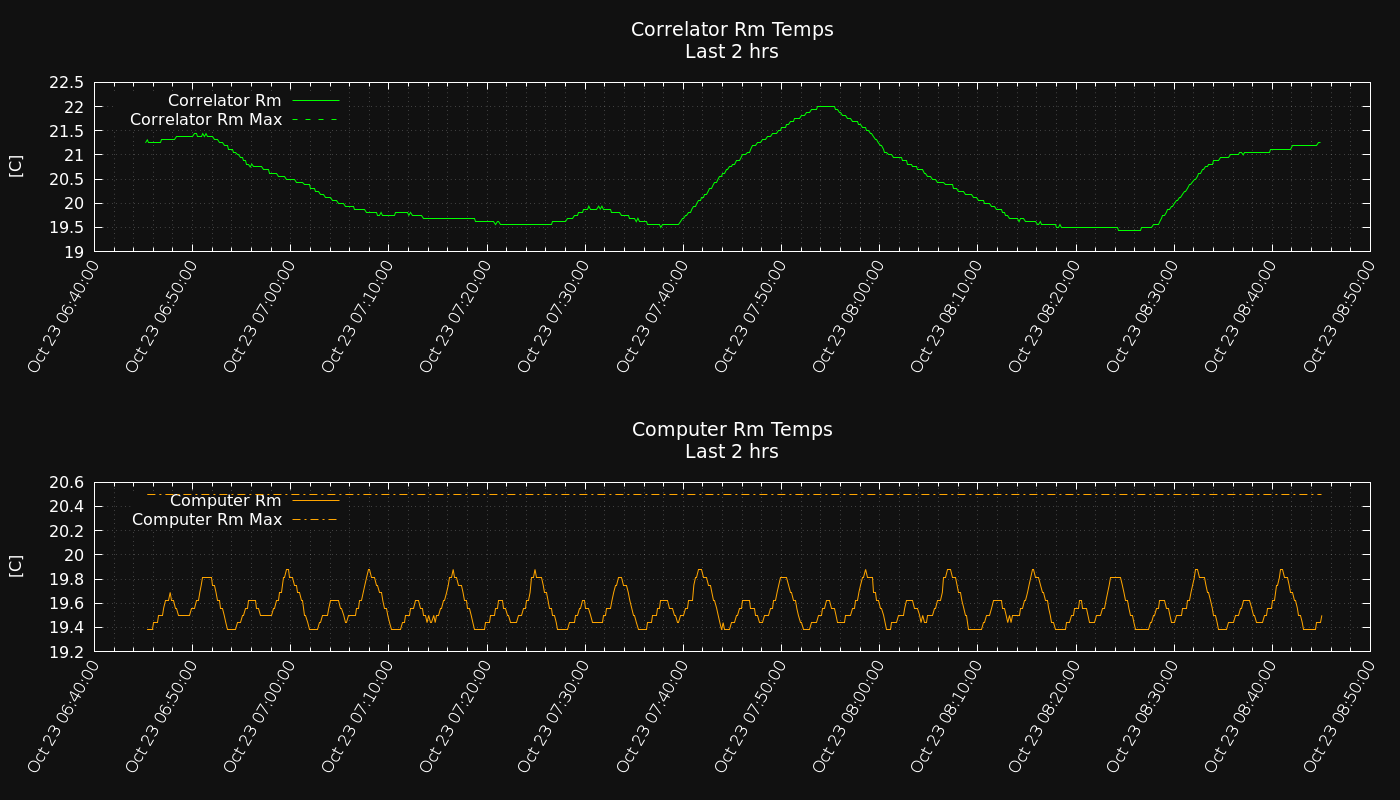 Correlator Rm Temps
Last 2 hrs
22.5
22
21.5
21
20.5
20
19.5
19
[C]
Correlator Rm
Correlator Rm Max
Oct 23 06:40:00
Oct 23 06:50:00
Oct 23 07:00:00
Oct 23 07:10:00
Oct 23 07:20:00
Oct 23 07:30:00
Oct 23 07:40:00
Oct 23 07:50:00
Oct 23 08:00:00
Oct 23 08:10:00
Oct 23 08:20:00
Oct 23 08:30:00
Oct 23 08:40:00
Oct 23 08:50:00
Computer Rm Temps
Last 2 hrs
20.6
20.4
20.2
20
19.8
19.6
19.4
19.2
[C]
Computer Rm
Computer Rm Max
Oct 23 06:40:00
Oct 23 06:50:00
Oct 23 07:00:00
Oct 23 07:10:00
Oct 23 07:20:00
Oct 23 07:30:00
Oct 23 07:40:00
Oct 23 07:50:00
Oct 23 08:00:00
Oct 23 08:10:00
Oct 23 08:20:00
Oct 23 08:30:00
Oct 23 08:40:00
Oct 23 08:50:00